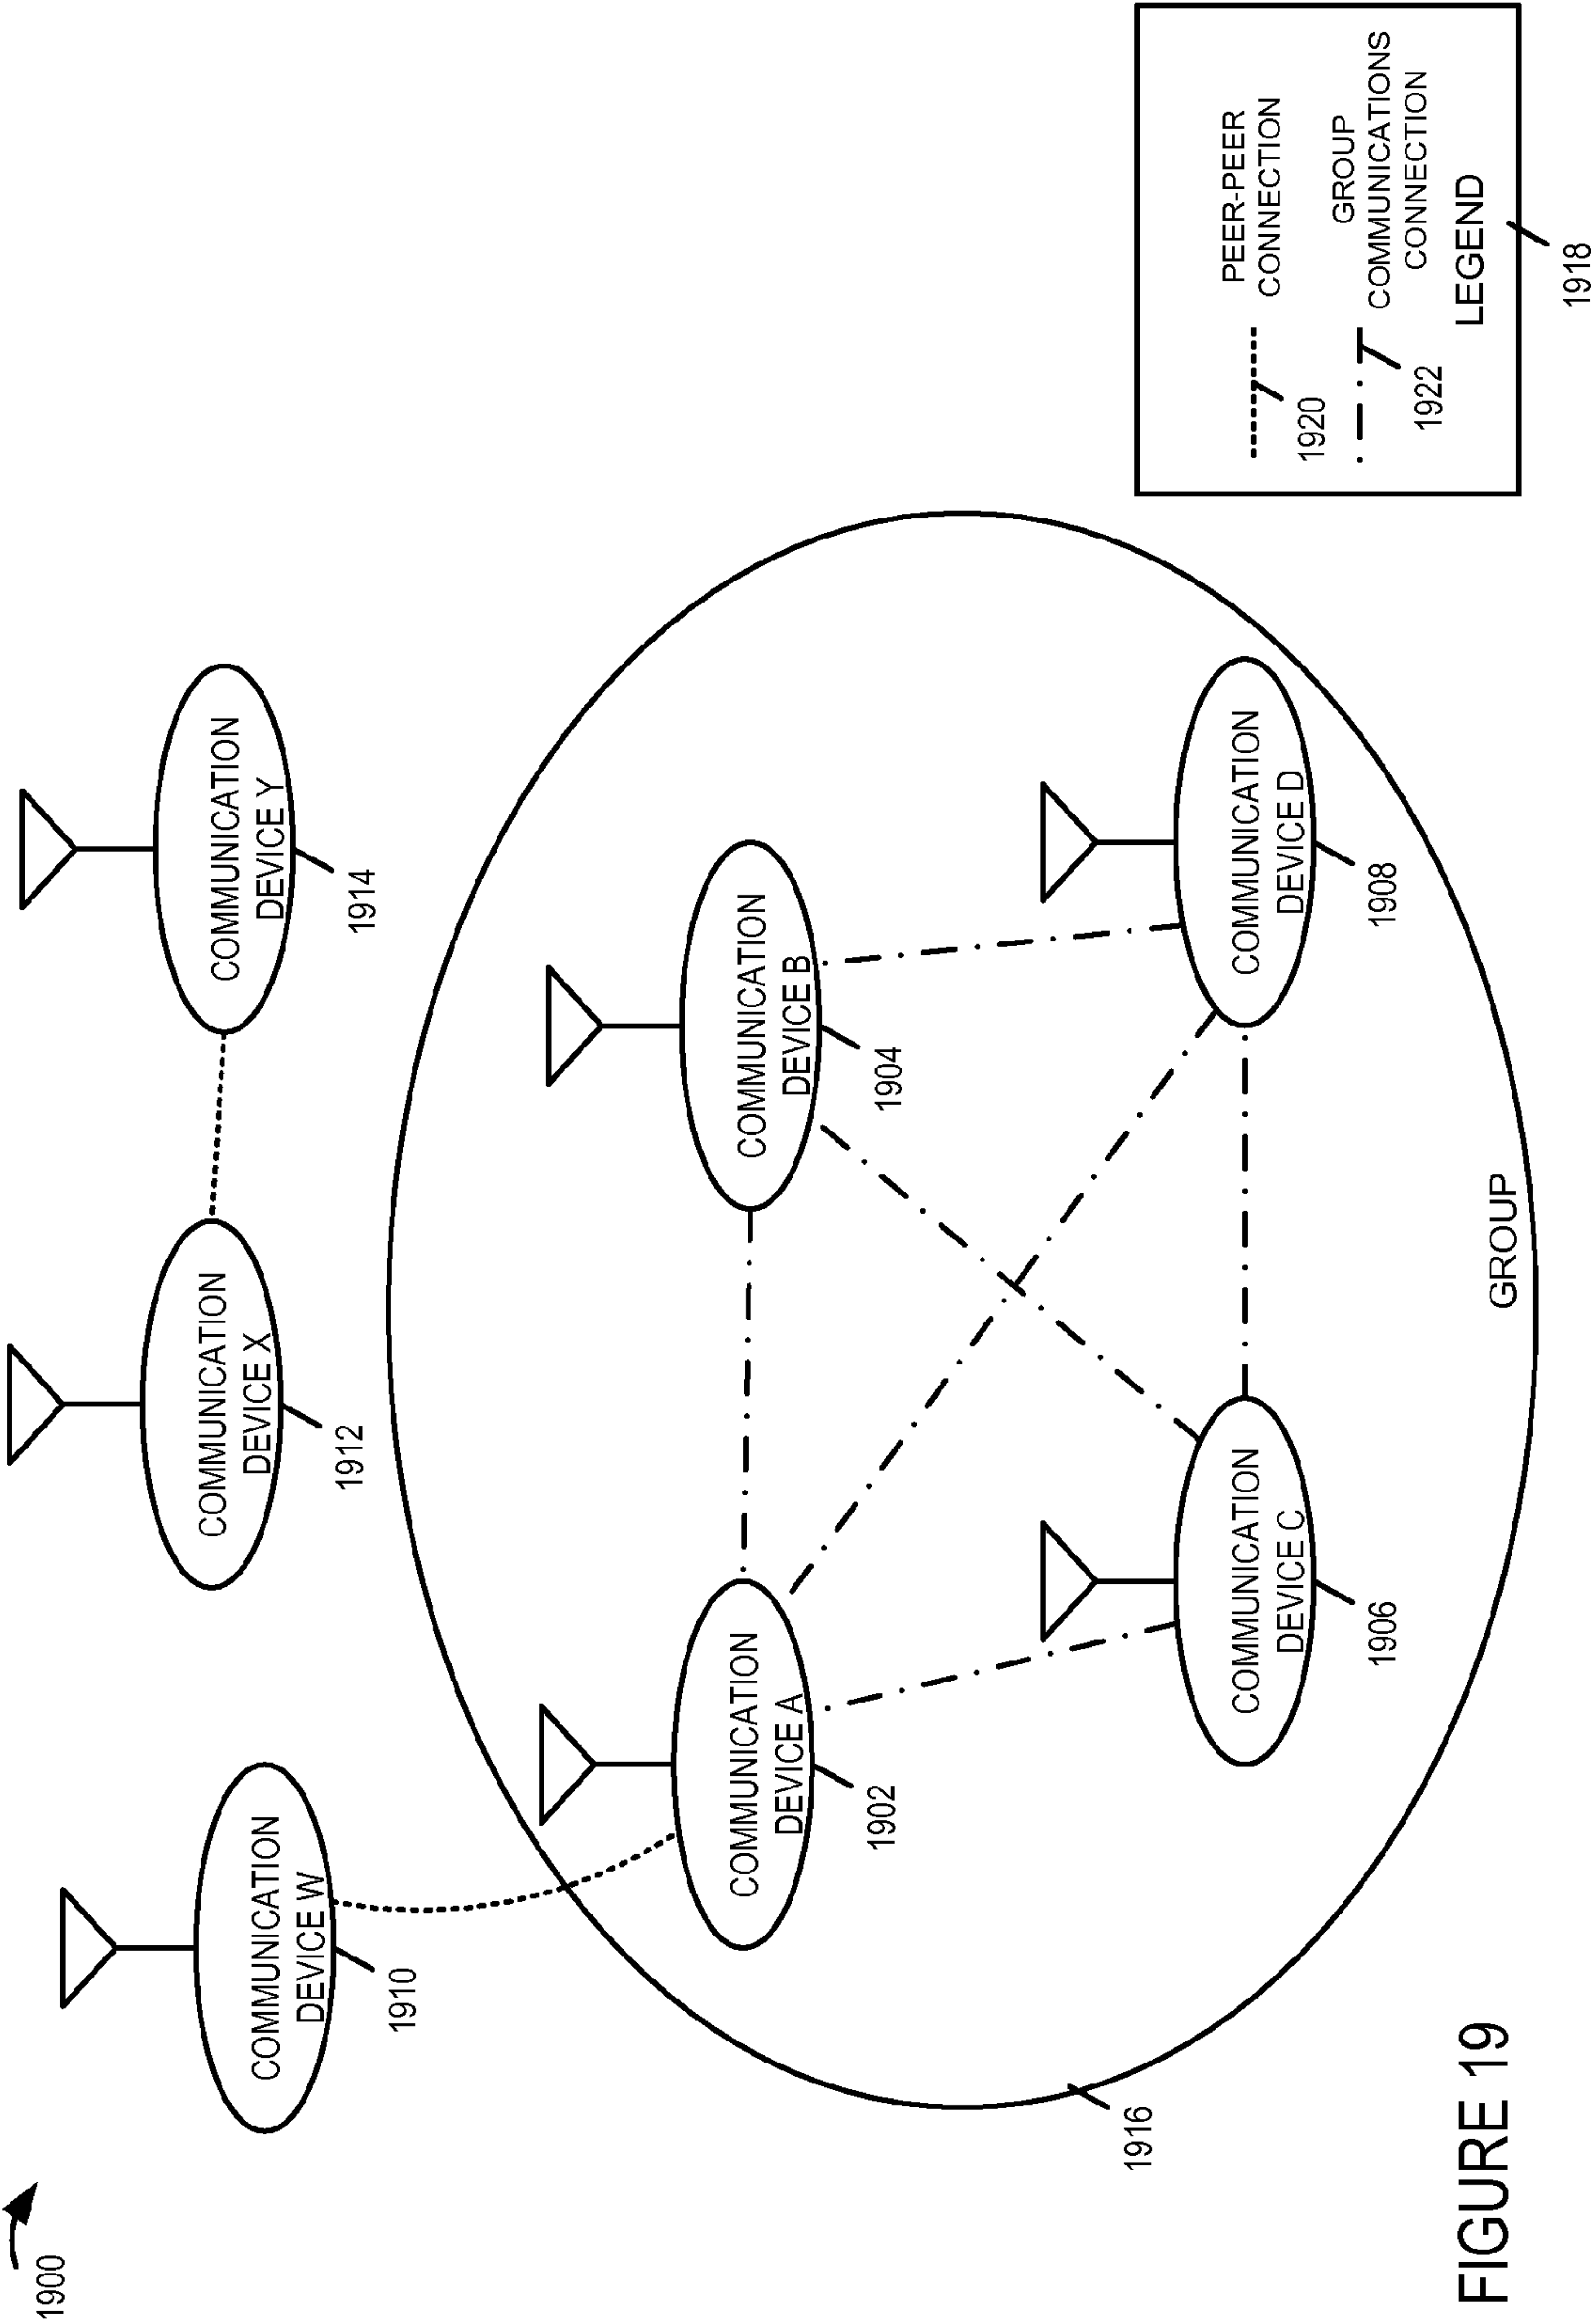 1900
COMMUNICATION
DEVICE W
1910
COMMUNICATION
DEVICE X
1912
COMMUNICATION
DEVICE Y
1914
COMMUNICATION
DEVICE A
1902
COMMUNICATION
DEVICE B
1904
COMMUNICATION
DEVICE C
1906
COMMUNICATION
DEVICE D
1908
1916
GROUP
PEER-PEER
CONNECTION
1920
GROUP
COMMUNICATIONS
CONNECTION
1922
LEGEND
1918
FIGURE 19